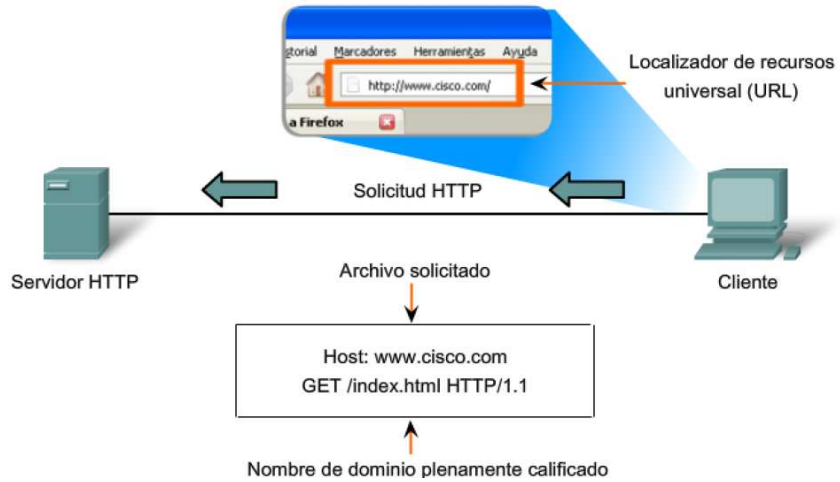 storial Marcadores Herramientas Ayuda
http://www.cisco.com/
a Firefox
Localizador de recursos
universal (URL)
Solicitud HTTP
Servidor HTTP
Cliente
Archivo solicitado
Host: www.cisco.com
GET /index.html HTTP/1.1
Nombre de dominio plenamente calificado